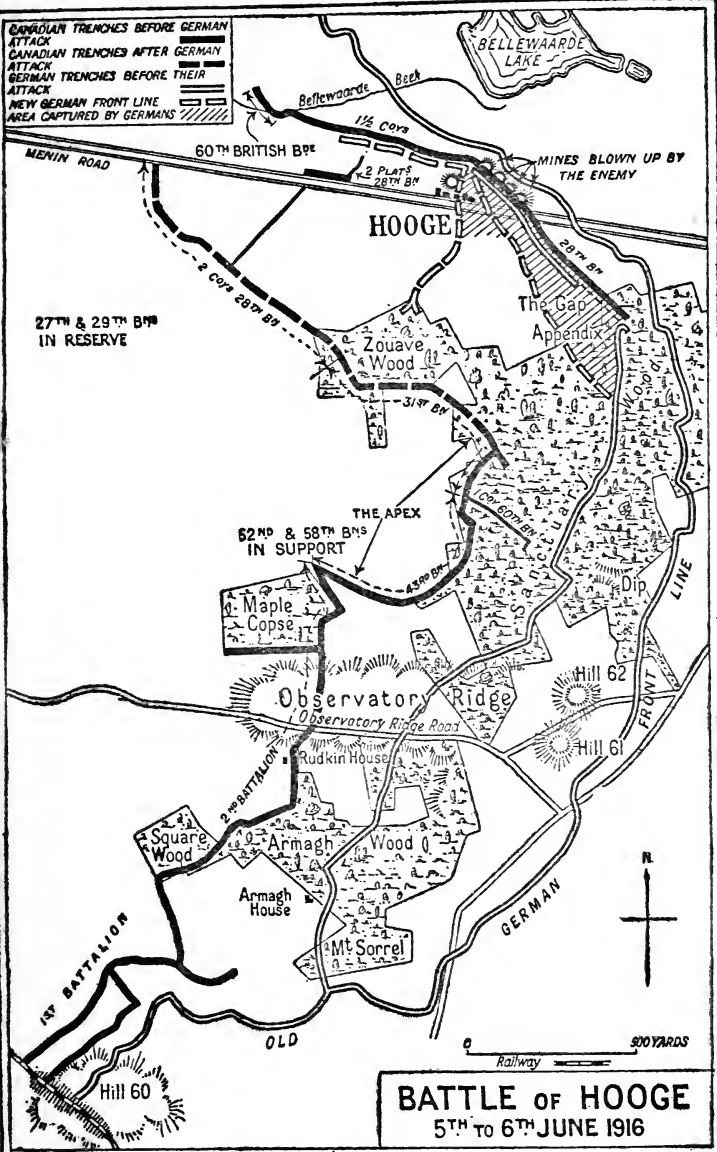 CANADIAN TRENCHES BEFORE GERMAN
ATTACK
CANADIAN TRENCHES AFTER GERMAN
ATTACK
GERMAN TRENCHES BEFORE THEIR
ATTACK
NEW GERMAN FRONT LINE
AREA CAPTURED BY GERMANS
BELLEWAARDE
LAKE
Bellewaarde Beek
1½ COYS
60TH BRITISH BDE
MENIN ROAD
2 PLATS
28TH BN
MINES BLOWN UP BY
THE ENEMY
HOOGE
28TH BN
2 COYS 28TH BN
The Gap
Appendix
27TH & 29TH BNS
IN RESERVE
Zouave
Wood
31ST BN
Sanctuary Wood
THE APEX
1 COY 60TH BN
52ND & 58TH BNS
IN SUPPORT
43RD BN
Maple
Copse
Dip
Observatory Ridge
Hill 62
Observatory Ridge Road
Hill 61
Rudkin House
2ND BATTALION
Square
Wood
Armagh Wood
Armagh
House
Mt Sorrel
N.
1ST BATTALION
OLD GERMAN FRONT LINE
Hill 60
0 500 YARDS
Railway
BATTLE OF HOOGE
5TH TO 6TH JUNE 1916